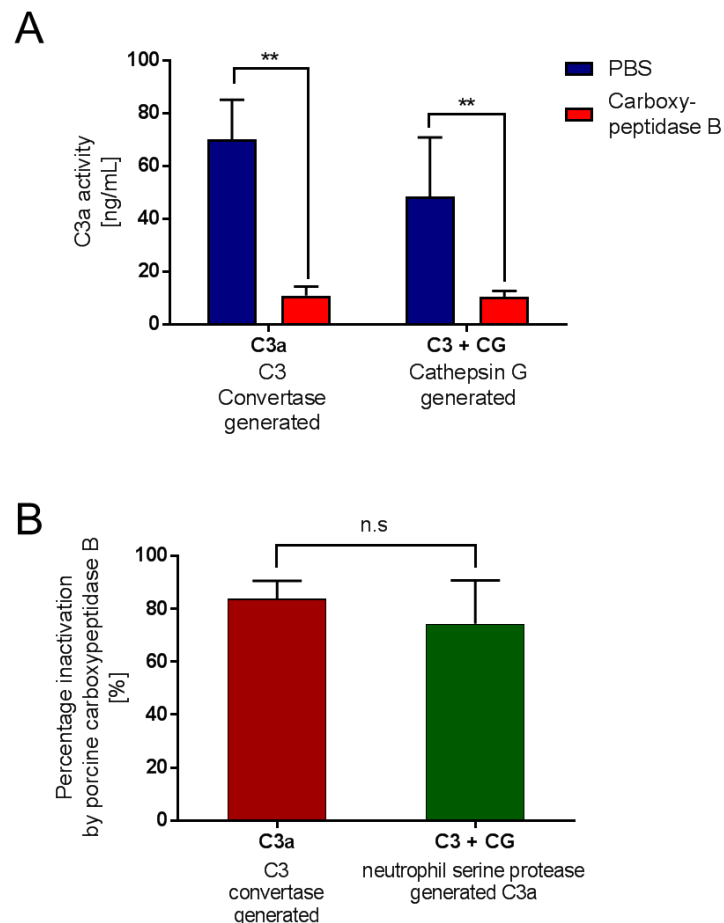 A
C3a activity
[ng/mL]
100
80
60
40
20
0
**
**
PBS
Carboxy-
peptidase B
C3a
C3
Convertase
generated
C3 + CG
Cathepsin G
generated
B
Percentage inactivation
by porcine carboxypeptidase B
[%]
100
80
60
40
20
0
n.s
C3a
C3
convertase
generated
C3 + CG
neutrophil serine protease
generated C3a